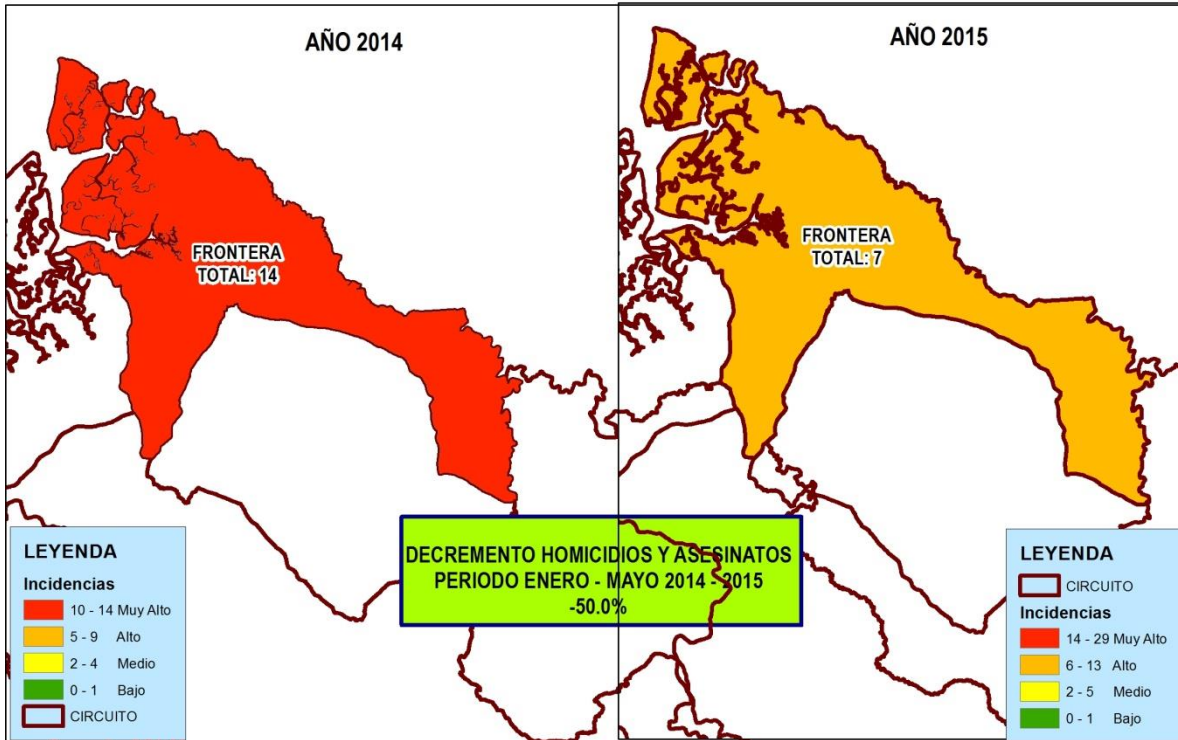 AÑO 2014
FRONTERA
TOTAL: 14
LEYENDA
Incidencias
10 - 14 Muy Alto
5 - 9 Alto
2 - 4 Medio
0 - 1 Bajo
CIRCUITO
DECREMENTO HOMICIDIOS Y ASESINATOS
PERIODO ENERO - MAYO 2014 - 2015
-50.0%
AÑO 2015
FRONTERA
TOTAL: 7
LEYENDA
CIRCUITO
Incidencias
14 - 29 Muy Alto
6 - 13 Alto
2 - 5 Medio
0 - 1 Bajo